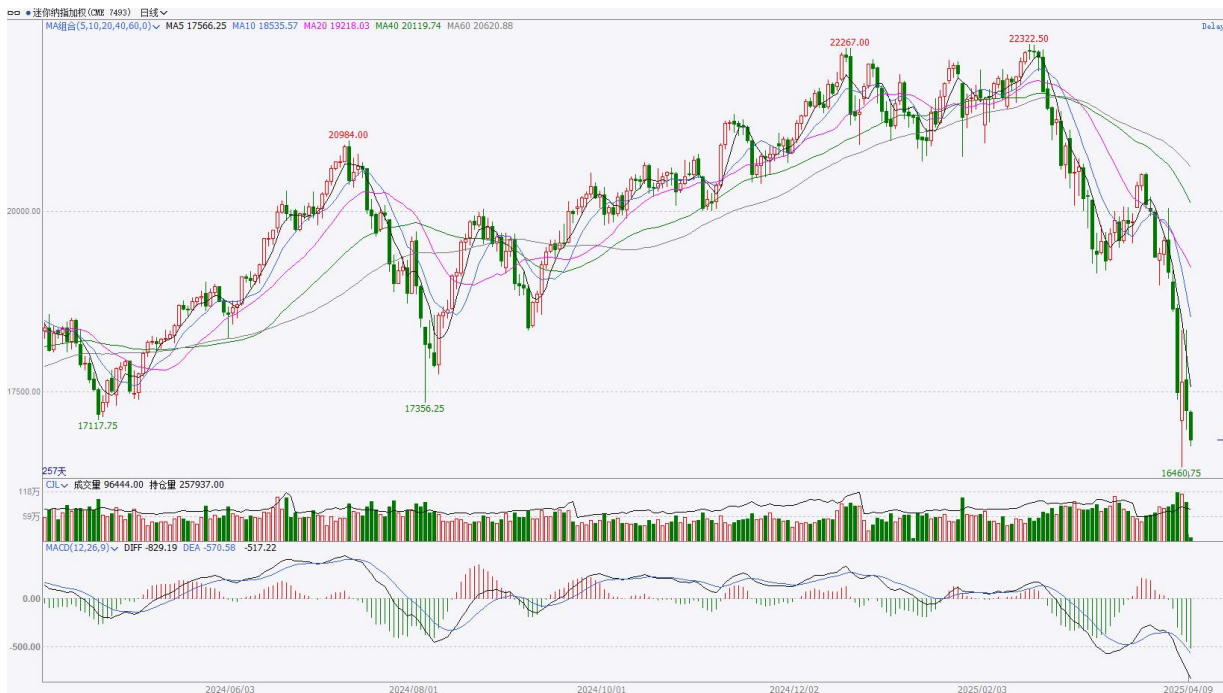 迷你纳指加权(CME 7493) 日线
MA组合(5,10,20,40,60,0) MA5 17566.25 MA10 18535.57 MA20 19218.03 MA40 20119.74 MA60 20620.88
Delay
22267.00
22322.50
20984.00
20000.00
17500.00
17356.25
17117.75
16460.75
257天
CJL 成交量 96444.00 持仓量 257937.00
118万
59万
MACD(12,26,9) DIFF -829.19 DEA -570.58 -517.22
0.00
-500.00
2024/06/03 2024/08/01 2024/10/01 2024/12/02 2025/02/03 2025/04/09